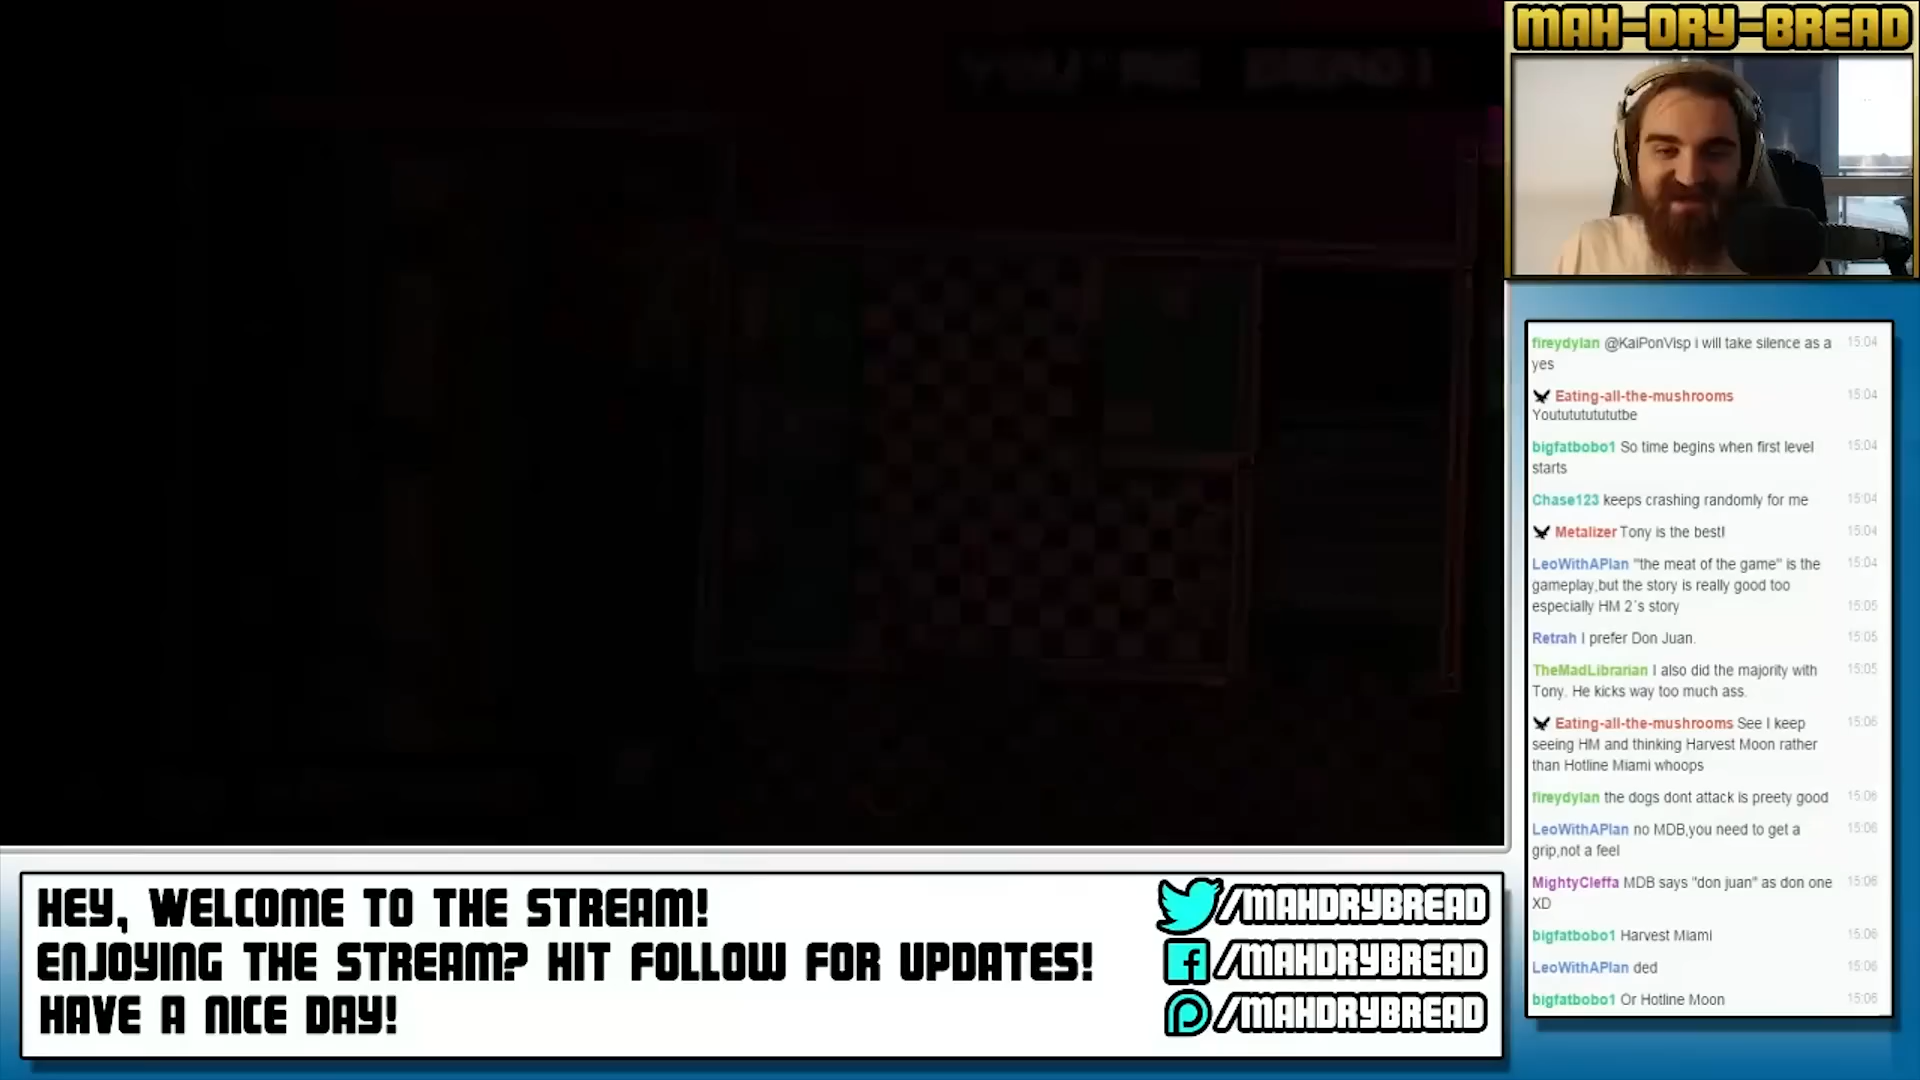 YOU'RE DEAD!
MAH-DRY-BREAD
fireydylan @KaiPonVisp i will take silence as a 15:04
yes
Eating-all-the-mushrooms 15:04
Yoututututututbe
bigfatbobo1 So time begins when first level 15:04
starts
Chase123 keeps crashing randomly for me 15:04
Metalizer Tony is the best! 15:04
LeoWithAPlan "the meat of the game" is the 15:04
gameplay,but the story is really good too
especially HM 2´s story 15:05
Retrah I prefer Don Juan. 15:05
TheMadLibrarian I also did the majority with 15:05
Tony. He kicks way too much ass.
Eating-all-the-mushrooms See I keep 15:06
seeing HM and thinking Harvest Moon rather
than Hotline Miami whoops
fireydylan the dogs dont attack is preety good 15:06
LeoWithAPlan no MDB,you need to get a 15:06
grip,not a feel
MightyCleffa MDB says "don juan" as don one 15:06
XD
bigfatbobo1 Harvest Miami 15:06
LeoWithAPlan ded 15:06
bigfatbobo1 Or Hotline Moon 15:06
HEY, WELCOME TO THE STREAM!
ENJOYING THE STREAM? HIT FOLLOW FOR UPDATES!
HAVE A NICE DAY!
/MAHDRYBREAD
/MAHDRYBREAD
/MAHDRYBREAD